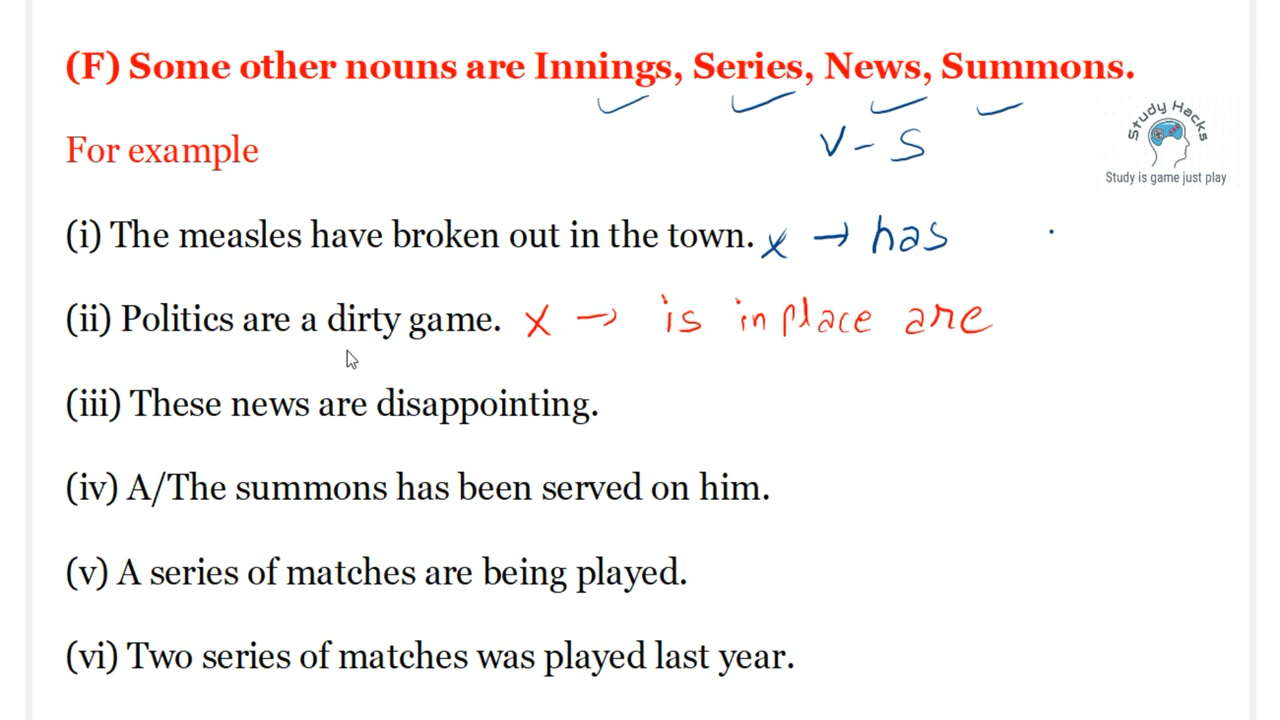 (F) Some other nouns are Innings, Series, News, Summons.
For example
V - S
Study Hacks
Study is game just play
(i) The measles have broken out in the town. x → has
(ii) Politics are a dirty game. x → is in place are
(iii) These news are disappointing.
(iv) A/The summons has been served on him.
(v) A series of matches are being played.
(vi) Two series of matches was played last year.